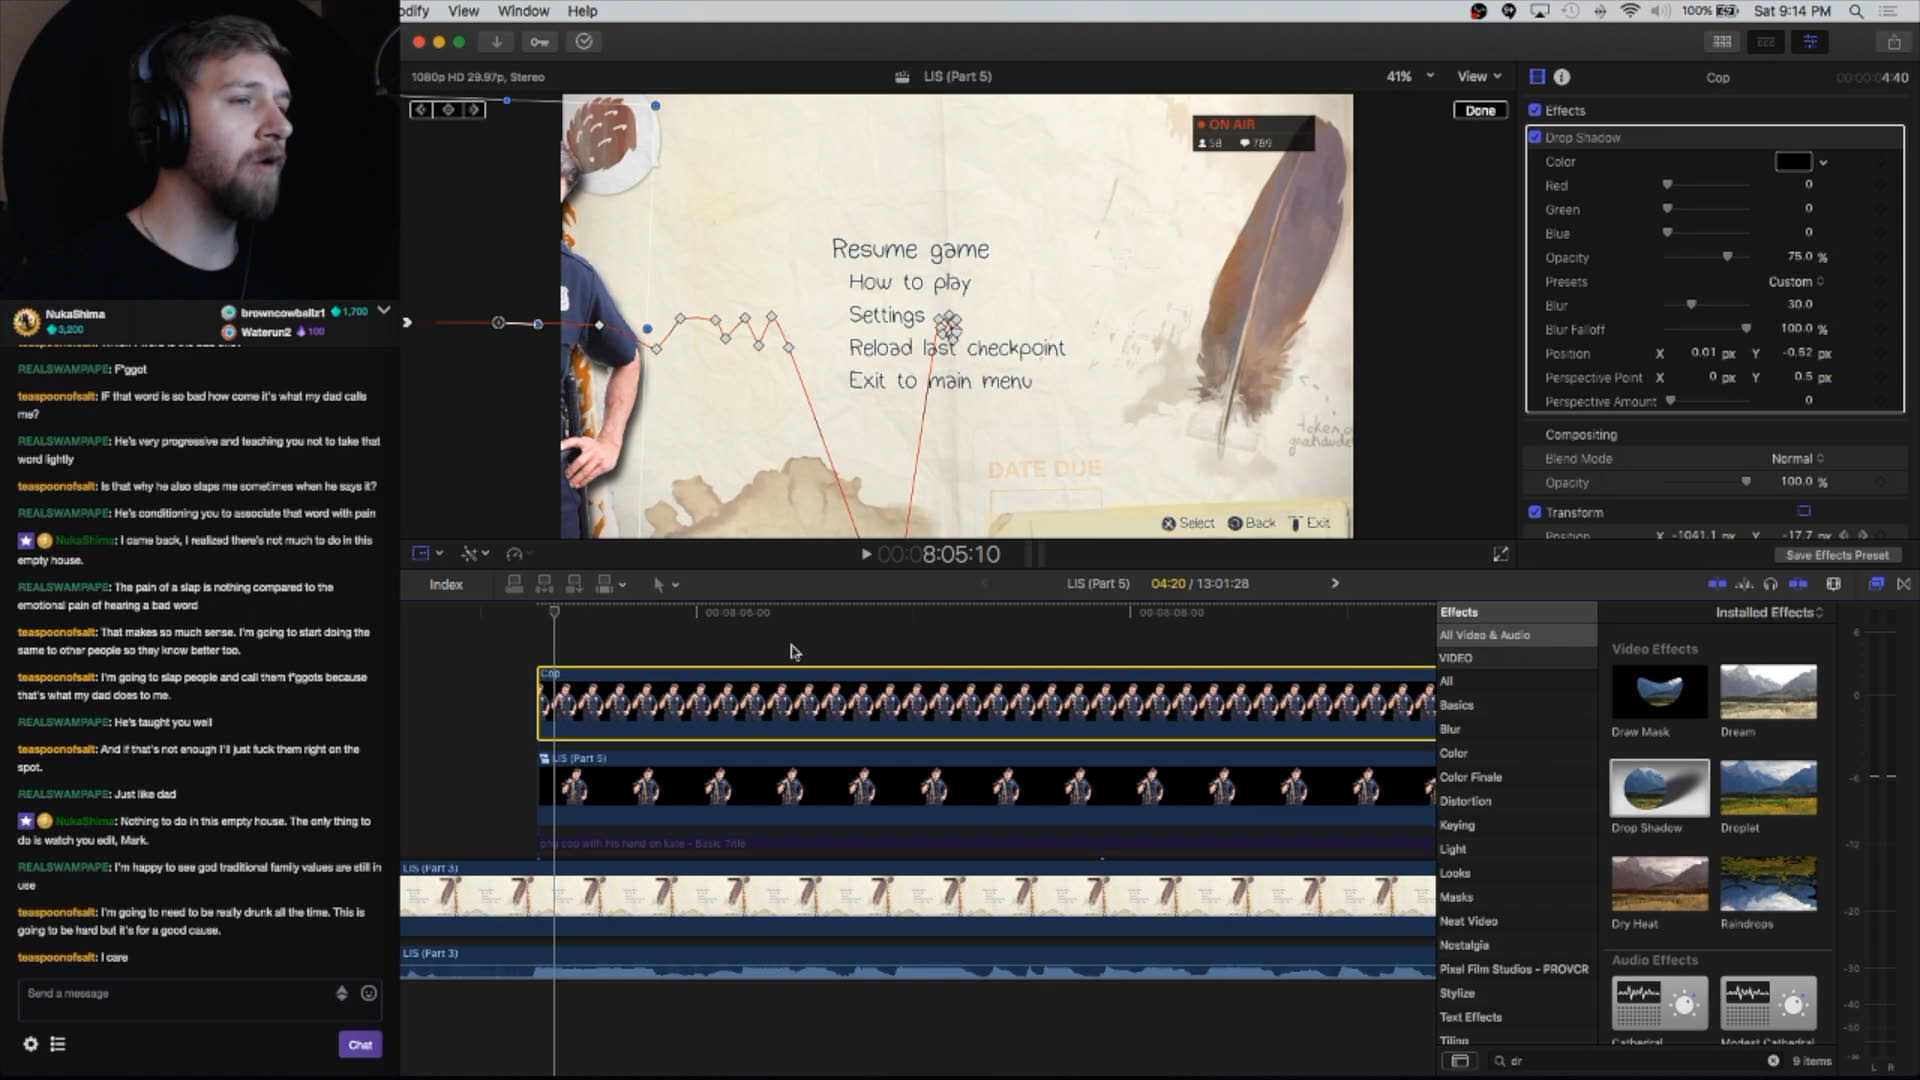 odify View Window Help
100%
Sat 9:14 PM
1080p HD 29.97p, Stereo
LIS (Part 5)
41%
View
Cop
4:40
Done
ON AIR
58 789
Resume game
How to play
Settings
Reload last checkpoint
Exit to main menu
DATE DUE
Select Back Exit
Effects
Drop Shadow
Color
Red 0
Green 0
Blue 0
Opacity 75.0 %
Presets Custom
Blur 30.0
Blur Falloff 100.0 %
Position X 0.01 px Y -0.52 px
Perspective Point X 0 px Y 0.5 px
Perspective Amount 0
Compositing
Blend Mode Normal
Opacity 100.0 %
Transform
Position X -1041.1 px Y -17.7 px
Save Effects Preset
NukaShima
3,200
browncowballz1 1,700
Waterun2 100
REALSWAMPAPE: F*ggot
teaspoonofsalt: IF that word is so bad how come it's what my dad calls
me?
REALSWAMPAPE: He's very progressive and teaching you not to take that
word lightly
teaspoonofsalt: Is that why he also slaps me sometimes when he says it?
REALSWAMPAPE: He's conditioning you to associate that word with pain
NukaShima: I came back, I realized there's not much to do in this
empty house.
REALSWAMPAPE: The pain of a slap is nothing compared to the
emotional pain of hearing a bad word
teaspoonofsalt: That makes so much sense. I'm going to start doing the
same to other people so they know better too.
teaspoonofsalt: I'm going to slap people and call them f*ggots because
that's what my dad does to me.
REALSWAMPAPE: He's taught you well
teaspoonofsalt: And if that's not enough I'll just fuck them right on the
spot.
REALSWAMPAPE: Just like dad
NukaShima: Nothing to do in this empty house. The only thing to
do is watch you edit, Mark.
REALSWAMPAPE: I'm happy to see god traditional family values are still in
use
teaspoonofsalt: I'm going to need to be really drunk all the time. This is
going to be hard but it's for a good cause.
teaspoonofsalt: I care
Send a message
Chat
00:08:05:10
Index
LIS (Part 5)
04:20 / 13:01:28
00:08:06:00
00:08:08:00
Cop
LIS (Part 5)
png cop with his hand on kate - Basic Title
LIS (Part 3)
LIS (Part 3)
Effects
All Video & Audio
VIDEO
All
Basics
Blur
Color
Color Finale
Distortion
Keying
Light
Looks
Masks
Neat Video
Nostalgia
Pixel Film Studios - PROVCR
Stylize
Text Effects
Tiling
Installed Effects
Video Effects
Draw Mask
Dream
Drop Shadow
Droplet
Dry Heat
Raindrops
Audio Effects
Cathedral
Modest Cathedral
dr
9 items
6
0
-6
-12
-20
-30
-40
-50
L R